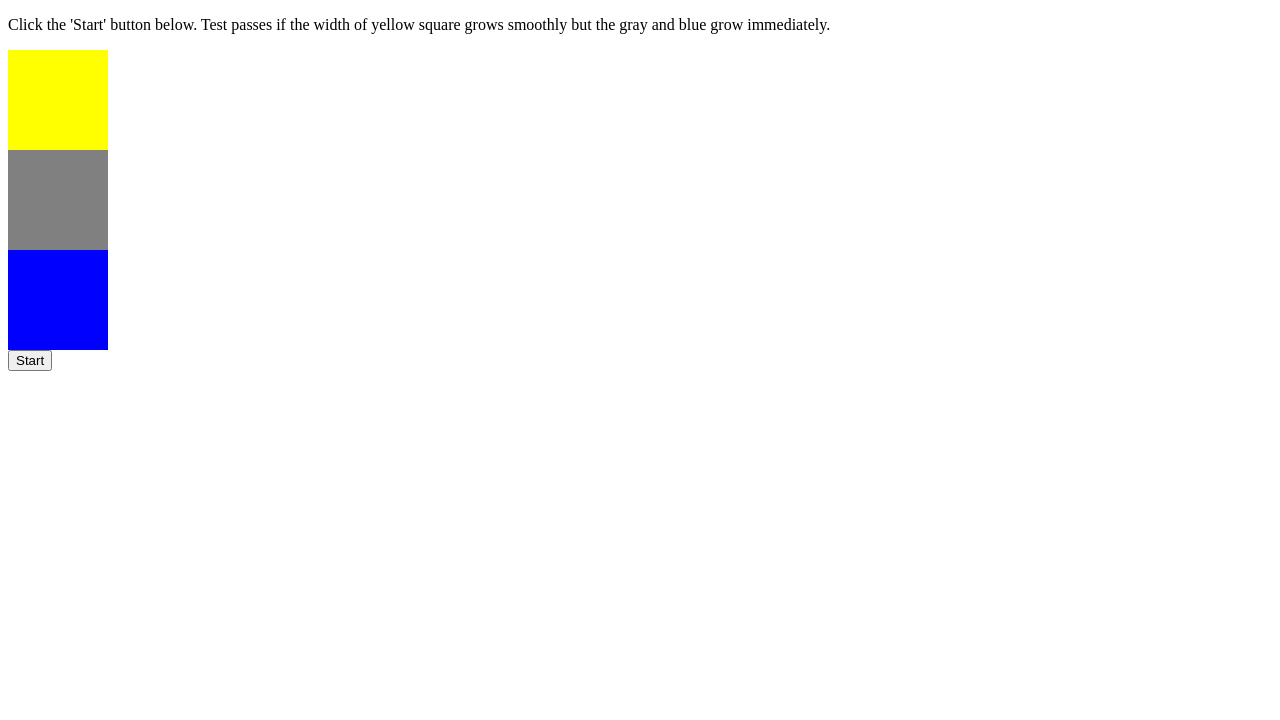 Click the 'Start' button below. Test passes if the width of yellow square grows smoothly but the gray and blue grow immediately.
Start